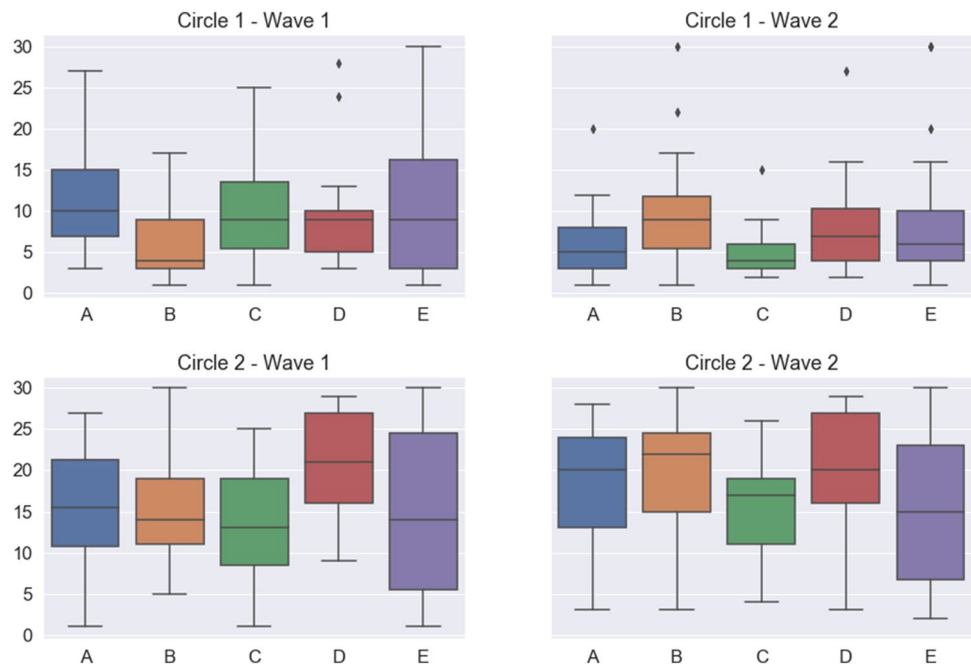 Circle 1 - Wave 1
Circle 1 - Wave 2
30
25
20
15
10
5
0
A B C D E
A B C D E
Circle 2 - Wave 1
Circle 2 - Wave 2
30
25
20
15
10
5
0
A B C D E
A B C D E